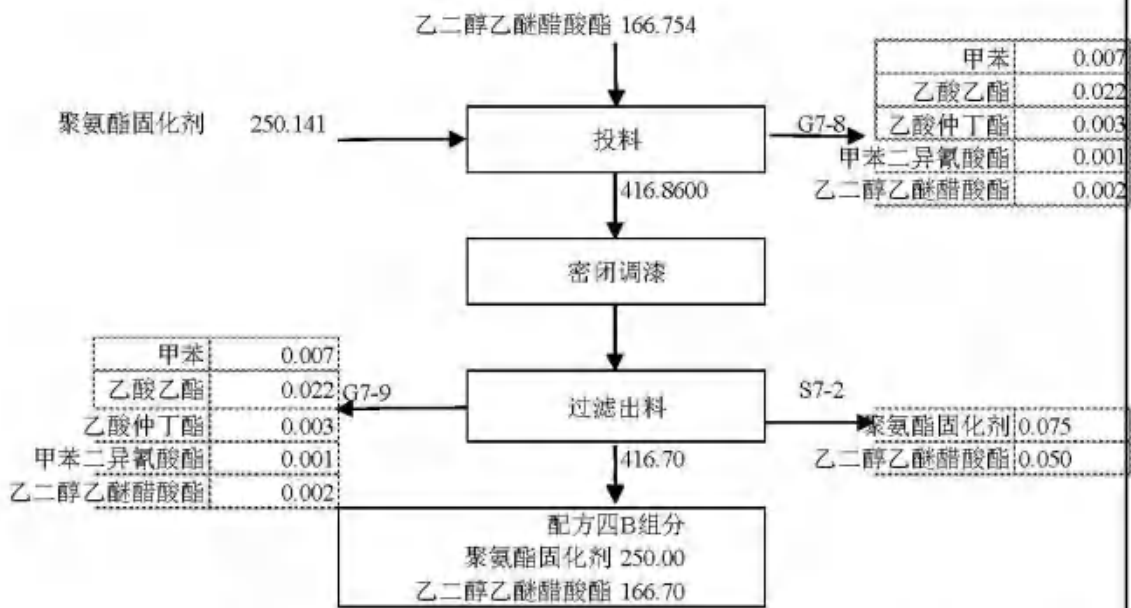 乙二醇乙醚醋酸酯 166.754
甲苯 0.007
乙酸乙酯 0.022
乙酸仲丁酯 0.003
甲苯二异氰酸酯 0.001
乙二醇乙醚醋酸酯 0.002
聚氨酯固化剂 250.141
投料
G7-8
416.8600
密闭调漆
甲苯 0.007
乙酸乙酯 0.022
乙酸仲丁酯 0.003
甲苯二异氰酸酯 0.001
乙二醇乙醚醋酸酯 0.002
G7-9
过滤出料
S7-2
聚氨酯固化剂 0.075
乙二醇乙醚醋酸酯 0.050
416.70
配方四B组分
聚氨酯固化剂 250.00
乙二醇乙醚醋酸酯 166.70